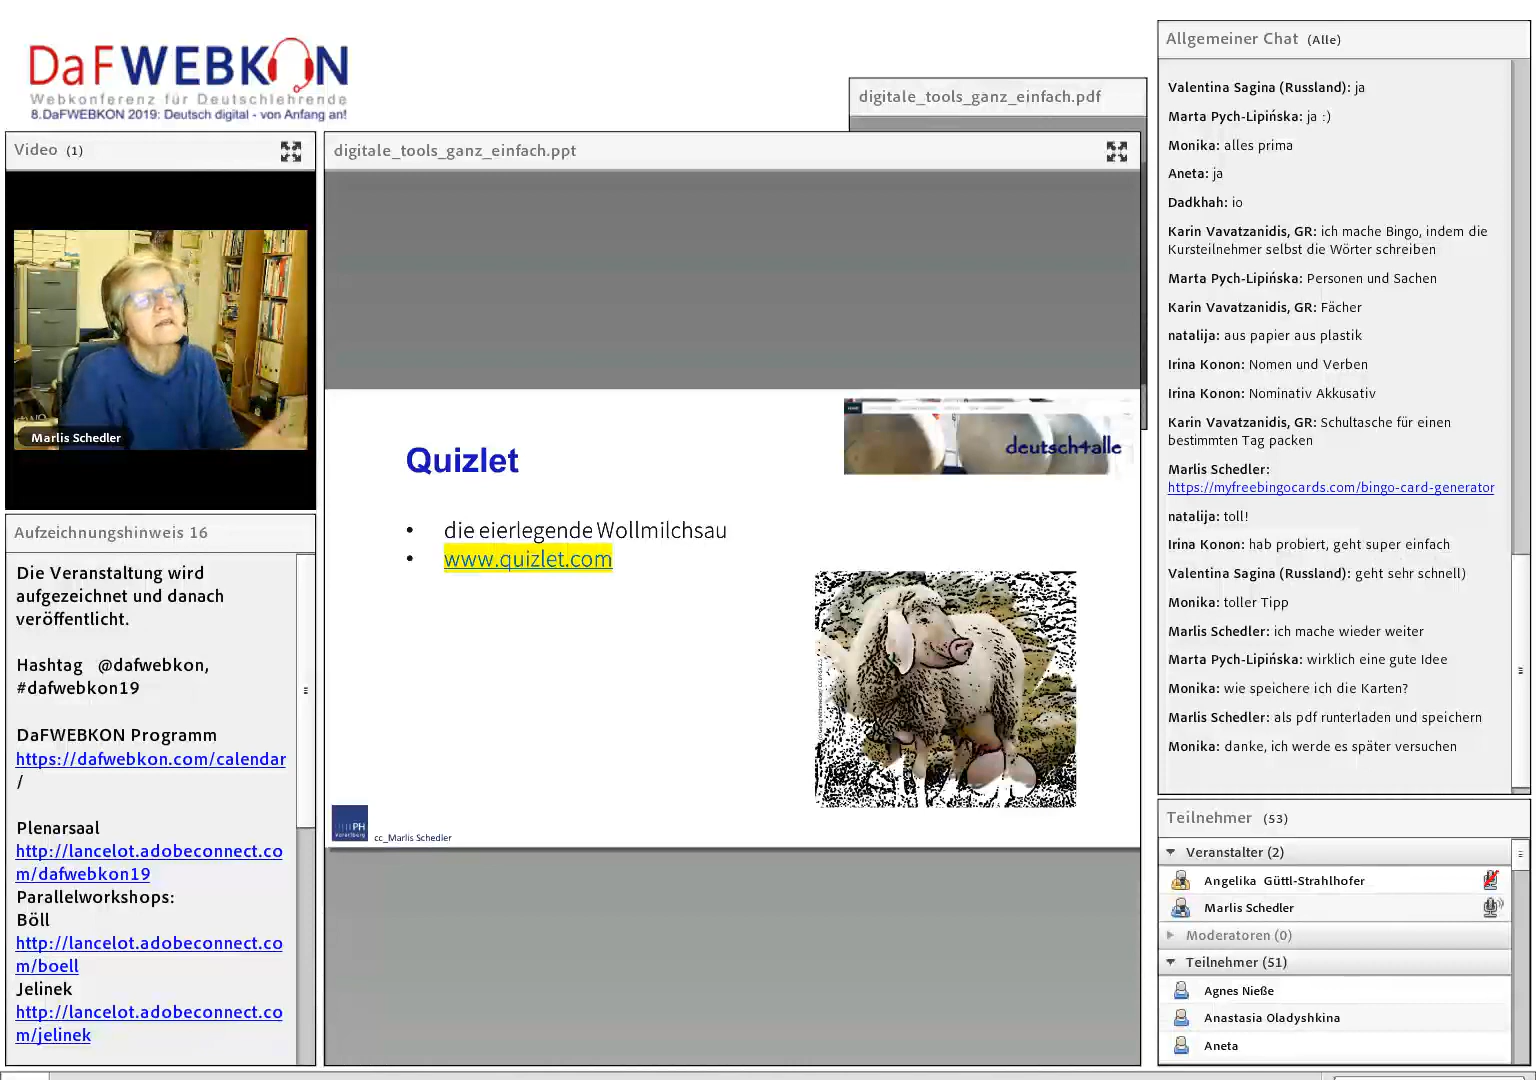 DaFWEBKON
Webkonferenz für Deutschlehrende
8.DaFWEBKON 2019: Deutsch digital - von Anfang an!
Video (1)
Marlis Schedler
Aufzeichnungshinweis 16
Die Veranstaltung wird
aufgezeichnet und danach
veröffentlicht.
Hashtag @dafwebkon,
#dafwebkon19
DaFWEBKON Programm
https://dafwebkon.com/calendar
/
Plenarsaal
http://lancelot.adobeconnect.co
m/dafwebkon19
Parallelworkshops:
Böll
http://lancelot.adobeconnect.co
m/boell
Jelinek
http://lancelot.adobeconnect.co
m/jelinek
digitale_tools_ganz_einfach.pdf
digitale_tools_ganz_einfach.ppt
deutsch4alle
Quizlet
• die eierlegende Wollmilchsau
• www.quizlet.com
PH
Vorarlberg
cc_Marlis Schedler
Allgemeiner Chat (Alle)
Valentina Sagina (Russland): ja
Marta Pych-Lipińska: ja :)
Monika: alles prima
Aneta: ja
Dadkhah: io
Karin Vavatzanidis, GR: ich mache Bingo, indem die
Kursteilnehmer selbst die Wörter schreiben
Marta Pych-Lipińska: Personen und Sachen
Karin Vavatzanidis, GR: Fächer
natalija: aus papier aus plastik
Irina Konon: Nomen und Verben
Irina Konon: Nominativ Akkusativ
Karin Vavatzanidis, GR: Schultasche für einen
bestimmten Tag packen
Marlis Schedler:
https://myfreebingocards.com/bingo-card-generator
natalija: toll!
Irina Konon: hab probiert, geht super einfach
Valentina Sagina (Russland): geht sehr schnell)
Monika: toller Tipp
Marlis Schedler: ich mache wieder weiter
Marta Pych-Lipińska: wirklich eine gute Idee
Monika: wie speichere ich die Karten?
Marlis Schedler: als pdf runterladen und speichern
Monika: danke, ich werde es später versuchen
Teilnehmer (53)
Veranstalter (2)
Angelika Güttl-Strahlhofer
Marlis Schedler
Moderatoren (0)
Teilnehmer (51)
Agnes Nieße
Anastasia Oladyshkina
Aneta